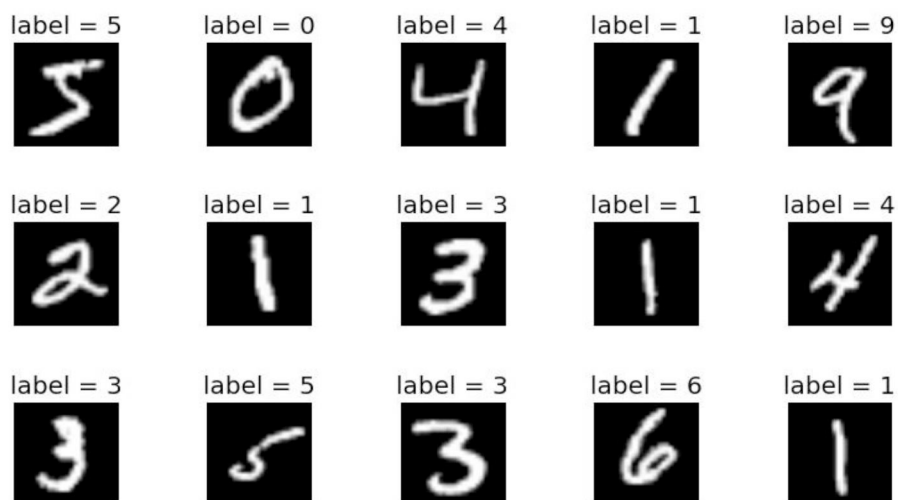 label = 5 label = 0 label = 4 label = 1 label = 9
5 0 4 1 9
label = 2 label = 1 label = 3 label = 1 label = 4
2 1 3 1 4
label = 3 label = 5 label = 3 label = 6 label = 1
3 5 3 6 1